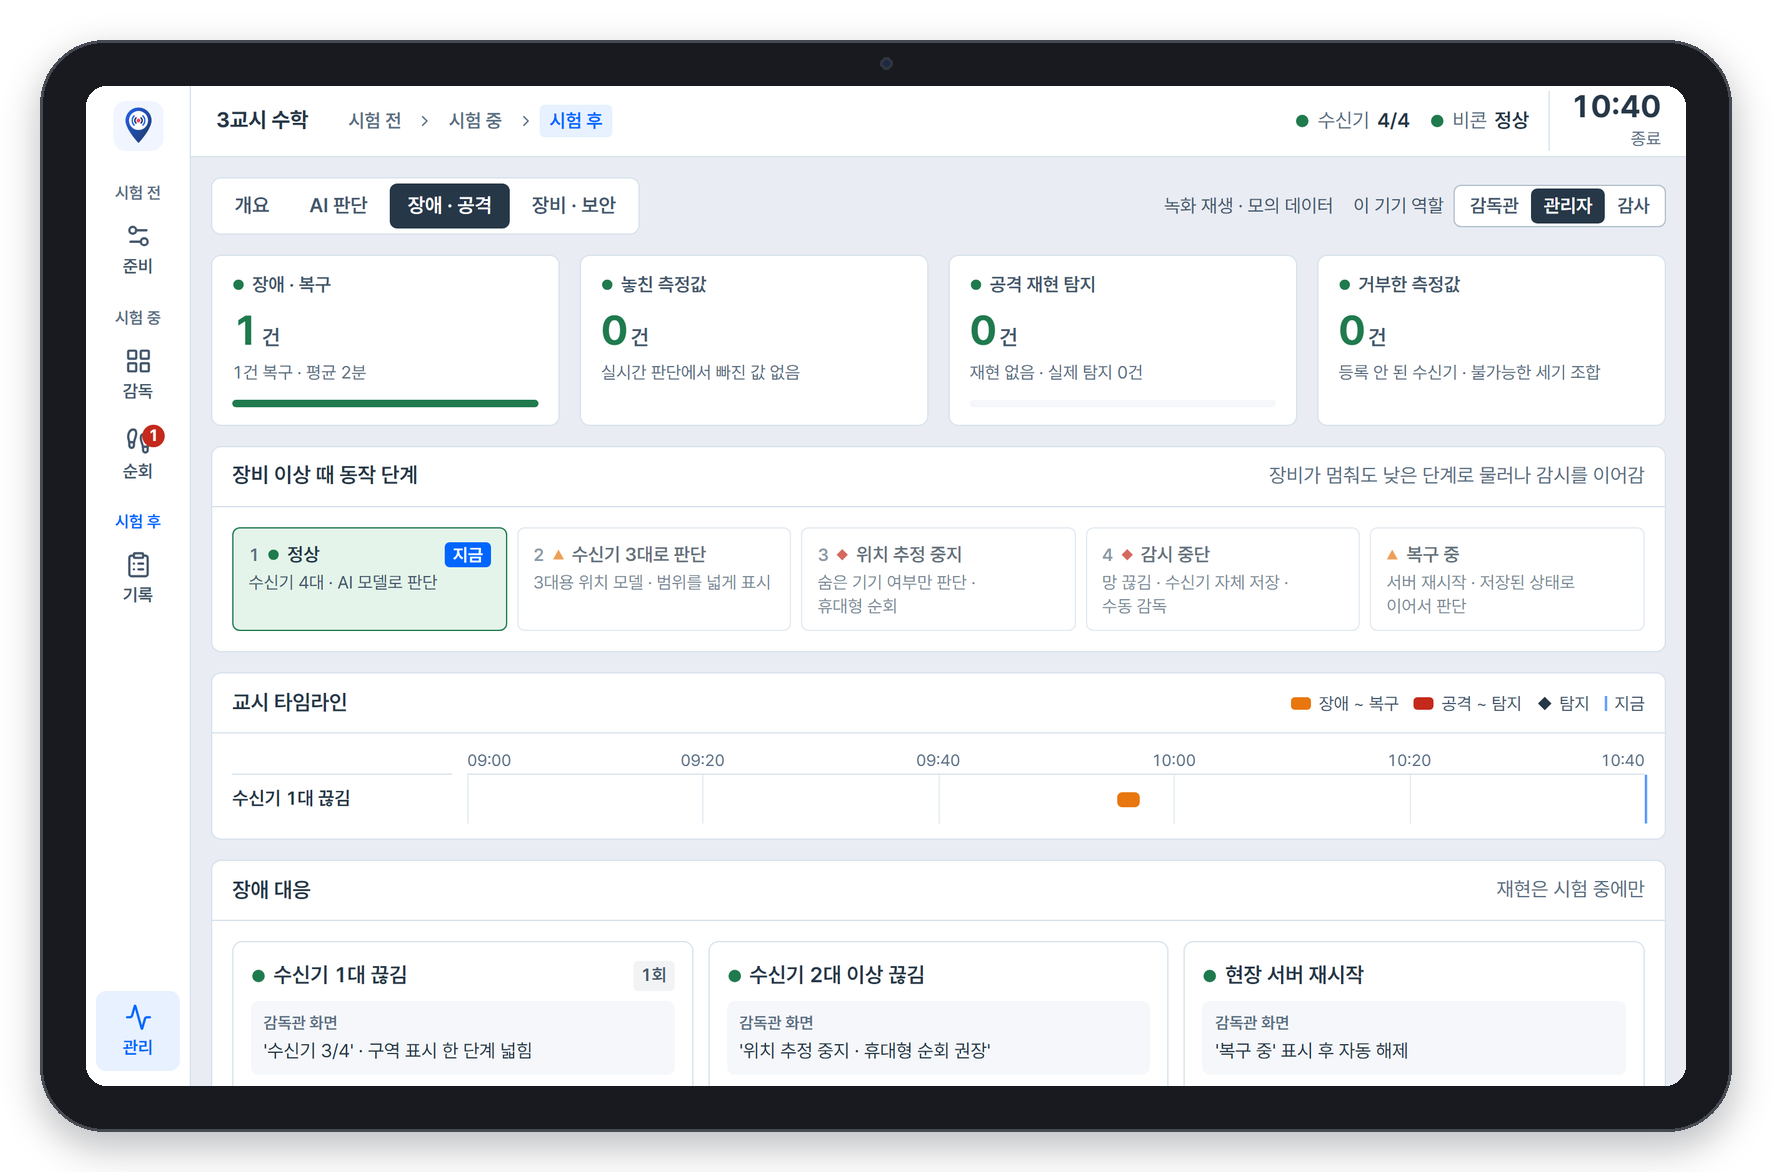 3교시 수학
시험 전 > 시험 중 > 시험 후
수신기 4/4 비콘 정상
10:40
종료
시험 전
준비
시험 중
감독
1
순회
시험 후
기록
관리
개요 AI 판단 장애 · 공격 장비 · 보안
녹화 재생 · 모의 데이터 이 기기 역할 감독관 관리자 감사
장애 · 복구
1 건
1건 복구 · 평균 2분
놓친 측정값
0 건
실시간 판단에서 빠진 값 없음
공격 재현 탐지
0 건
재현 없음 · 실제 탐지 0건
거부한 측정값
0 건
등록 안 된 수신기 · 불가능한 세기 조합
장비 이상 때 동작 단계
장비가 멈춰도 낮은 단계로 물러나 감시를 이어감
1 정상 지금
수신기 4대 · AI 모델로 판단
2 수신기 3대로 판단
3대용 위치 모델 · 범위를 넓게 표시
3 위치 추정 중지
숨은 기기 여부만 판단 ·
휴대형 순회
4 감시 중단
망 끊김 · 수신기 자체 저장 ·
수동 감독
복구 중
서버 재시작 · 저장된 상태로
이어서 판단
교시 타임라인
장애 ~ 복구 공격 ~ 탐지 탐지 지금
09:00 09:20 09:40 10:00 10:20 10:40
수신기 1대 끊김
장애 대응
재현은 시험 중에만
수신기 1대 끊김 1회
감독관 화면
'수신기 3/4' · 구역 표시 한 단계 넓힘
수신기 2대 이상 끊김
감독관 화면
'위치 추정 중지 · 휴대형 순회 권장'
현장 서버 재시작
감독관 화면
'복구 중' 표시 후 자동 해제